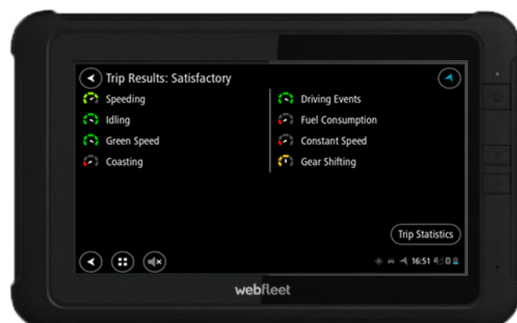 Trip Results: Satisfactory
Speeding
Idling
Green Speed
Coasting
Driving Events
Fuel Consumption
Constant Speed
Gear Shifting
Trip Statistics
16:51
webfleet